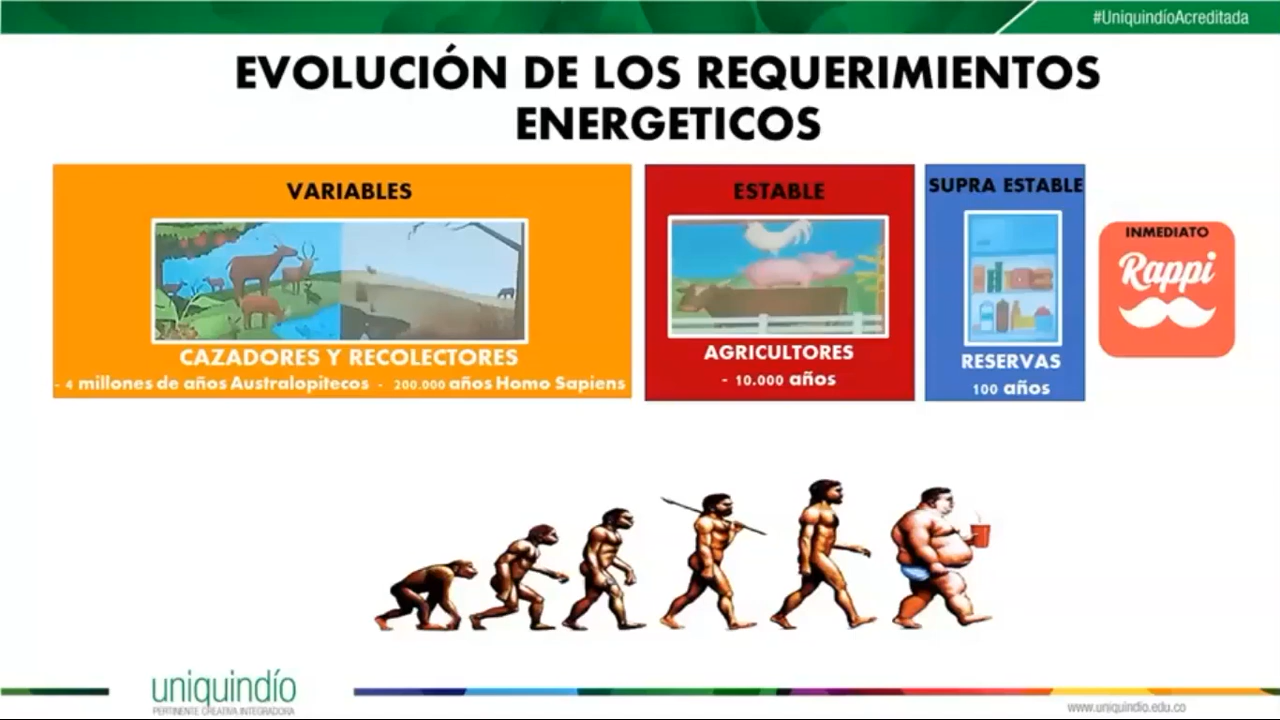 #UniquindíoAcreditada
EVOLUCIÓN DE LOS REQUERIMIENTOS
ENERGETICOS
VARIABLES
CAZADORES Y RECOLECTORES
- 4 millones de años Australopitecos - 200.000 años Homo Sapiens
ESTABLE
AGRICULTORES
- 10.000 años
SUPRA ESTABLE
RESERVAS
100 años
INMEDIATO
Rappi
uniquindío
PERTINENTE CREATIVA INTEGRADORA
www.uniquindio.edu.co